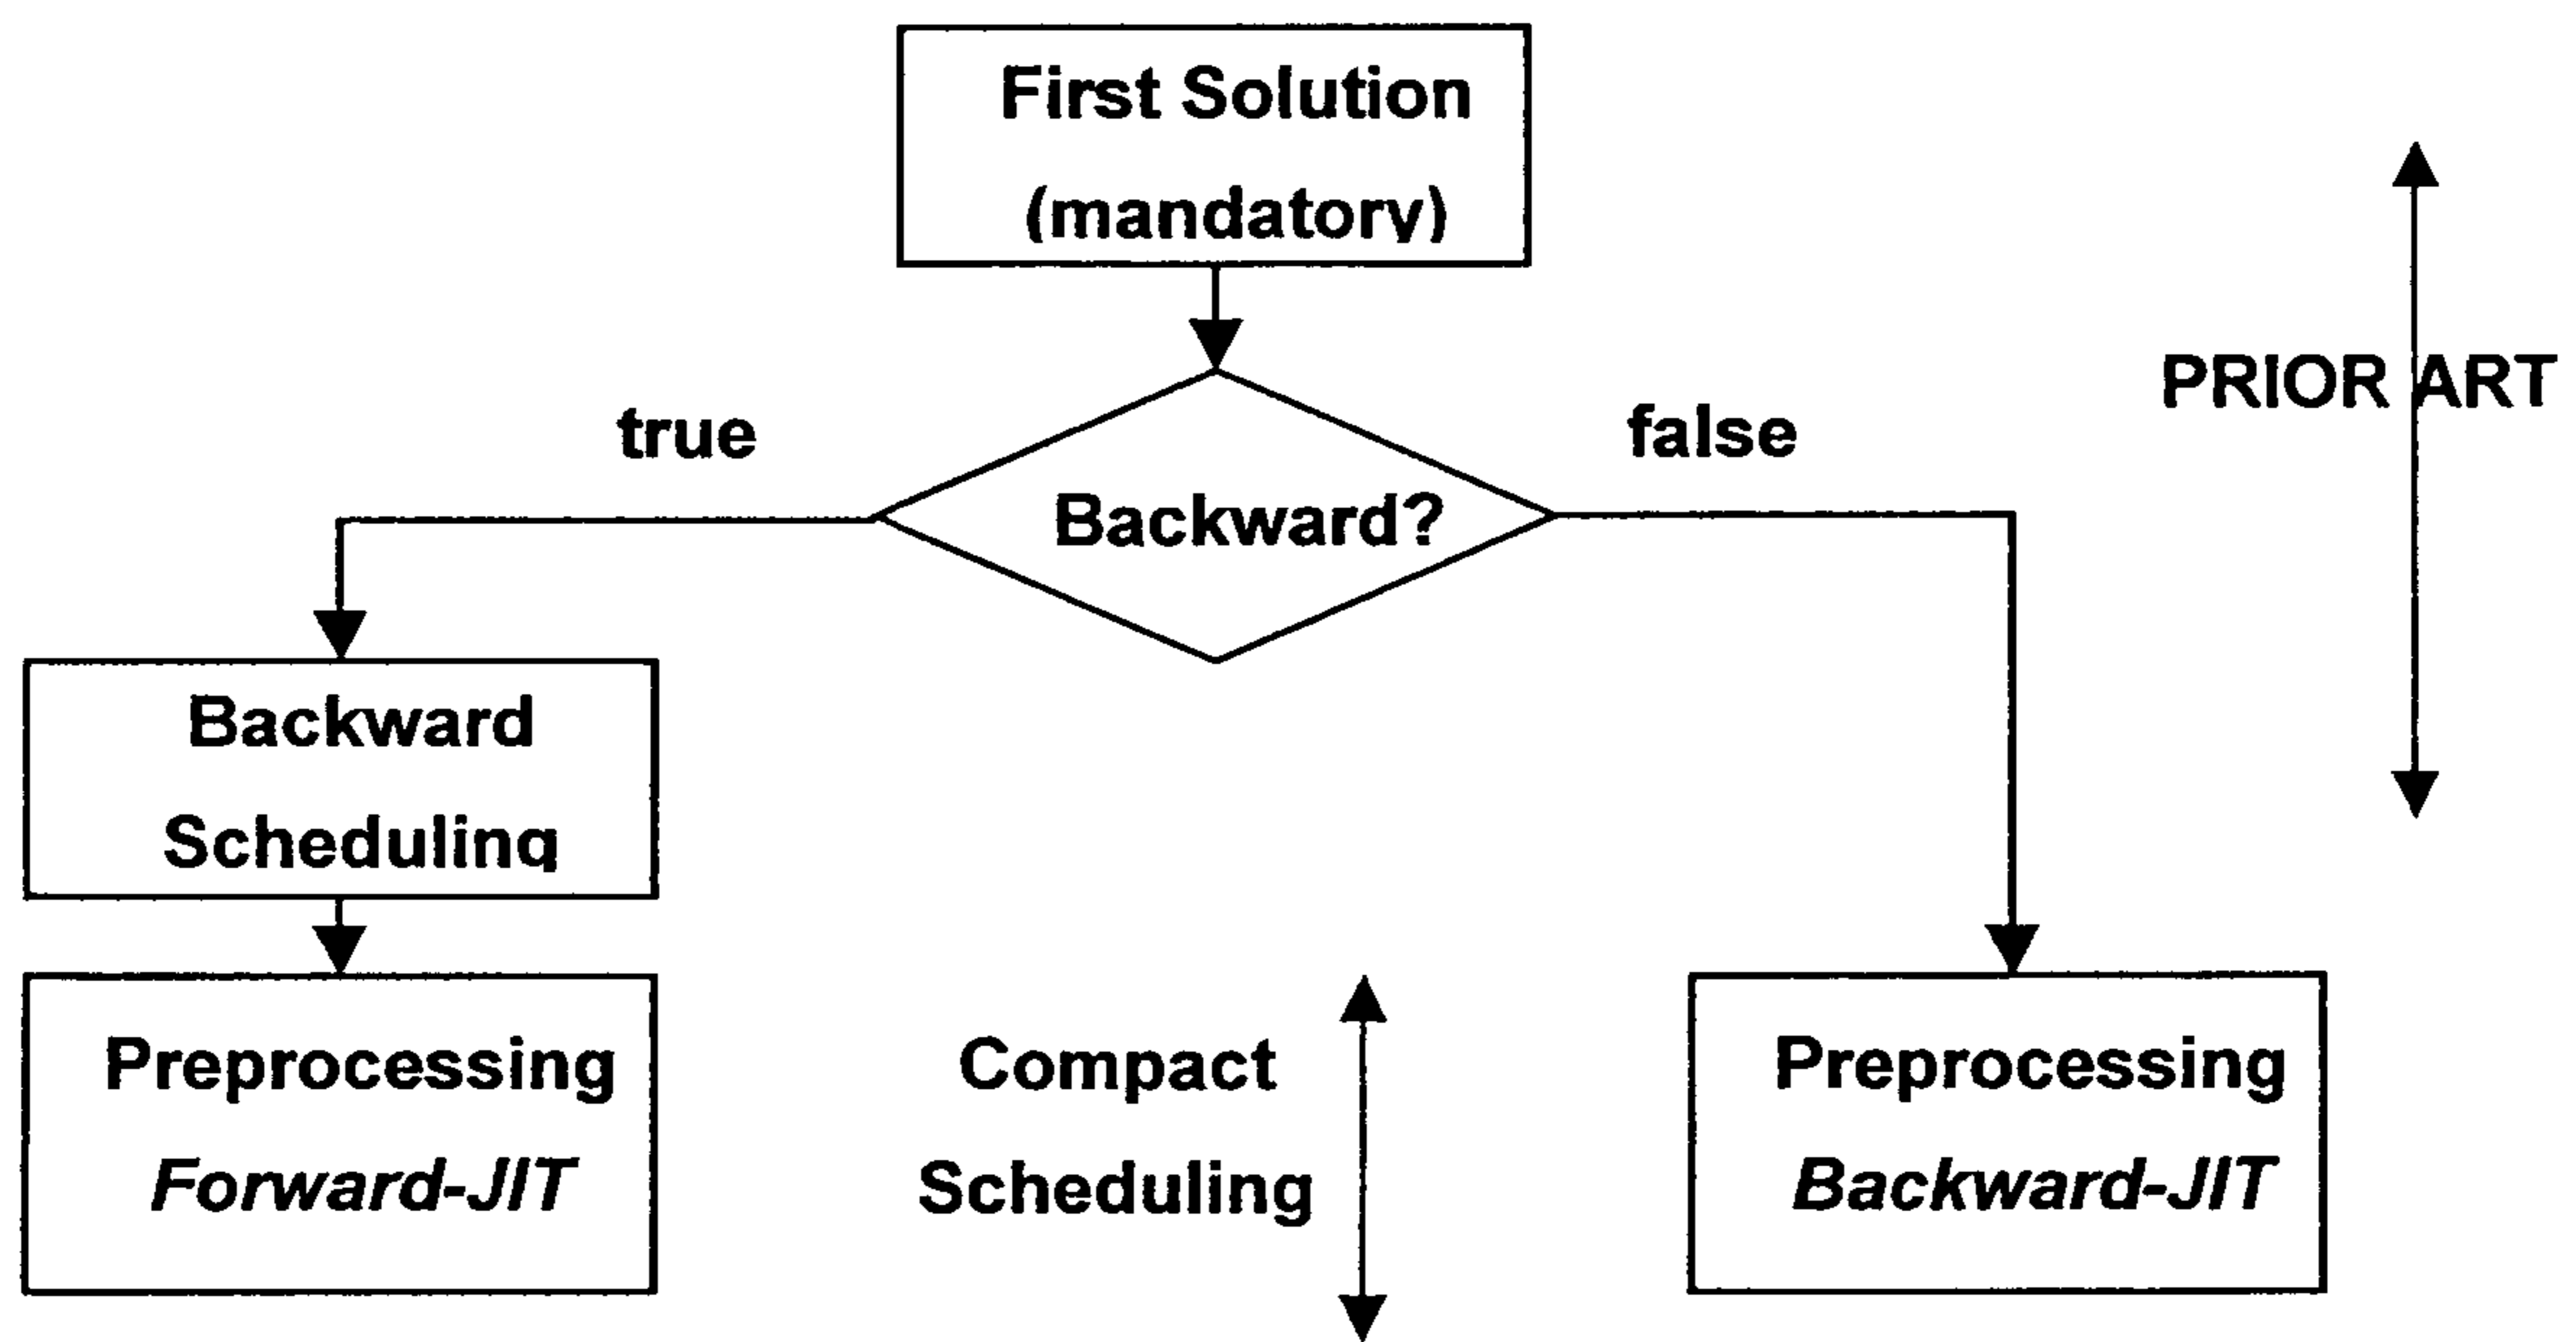 First Solution
(mandatory)
PRIOR ART
true
false
Backward?
Backward
Scheduling
Preprocessing
Forward-JIT
Compact
Scheduling
Preprocessing
Backward-JIT